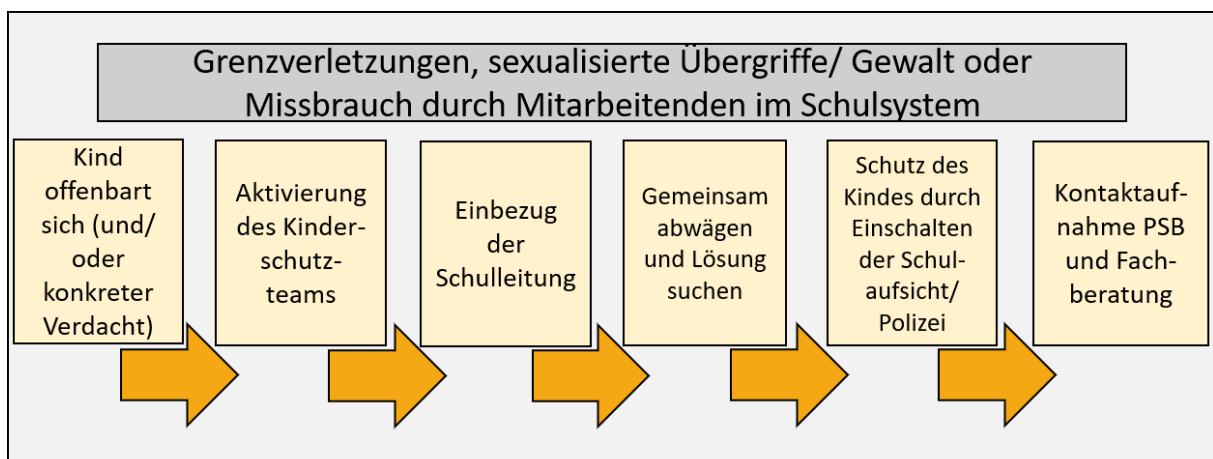 Grenzverletzungen, sexualisierte Übergriffe/ Gewalt oder
Missbrauch durch Mitarbeitenden im Schulsystem
Kind
offenbart
sich (und/
oder
konkreter
Verdacht)
Aktivierung
des Kinder-
schutz-
teams
Einbezug
der
Schulleitung
Gemeinsam
abwägen
und Lösung
suchen
Schutz des
Kindes durch
Einschalten
der Schul-
aufsicht/
Polizei
Kontaktauf-
nahme PSB
und Fach-
beratung